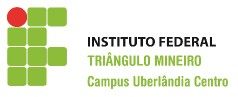 INSTITUTO FEDERAL
TRIÂNGULO MINEIRO
Campus Uberlândia Centro